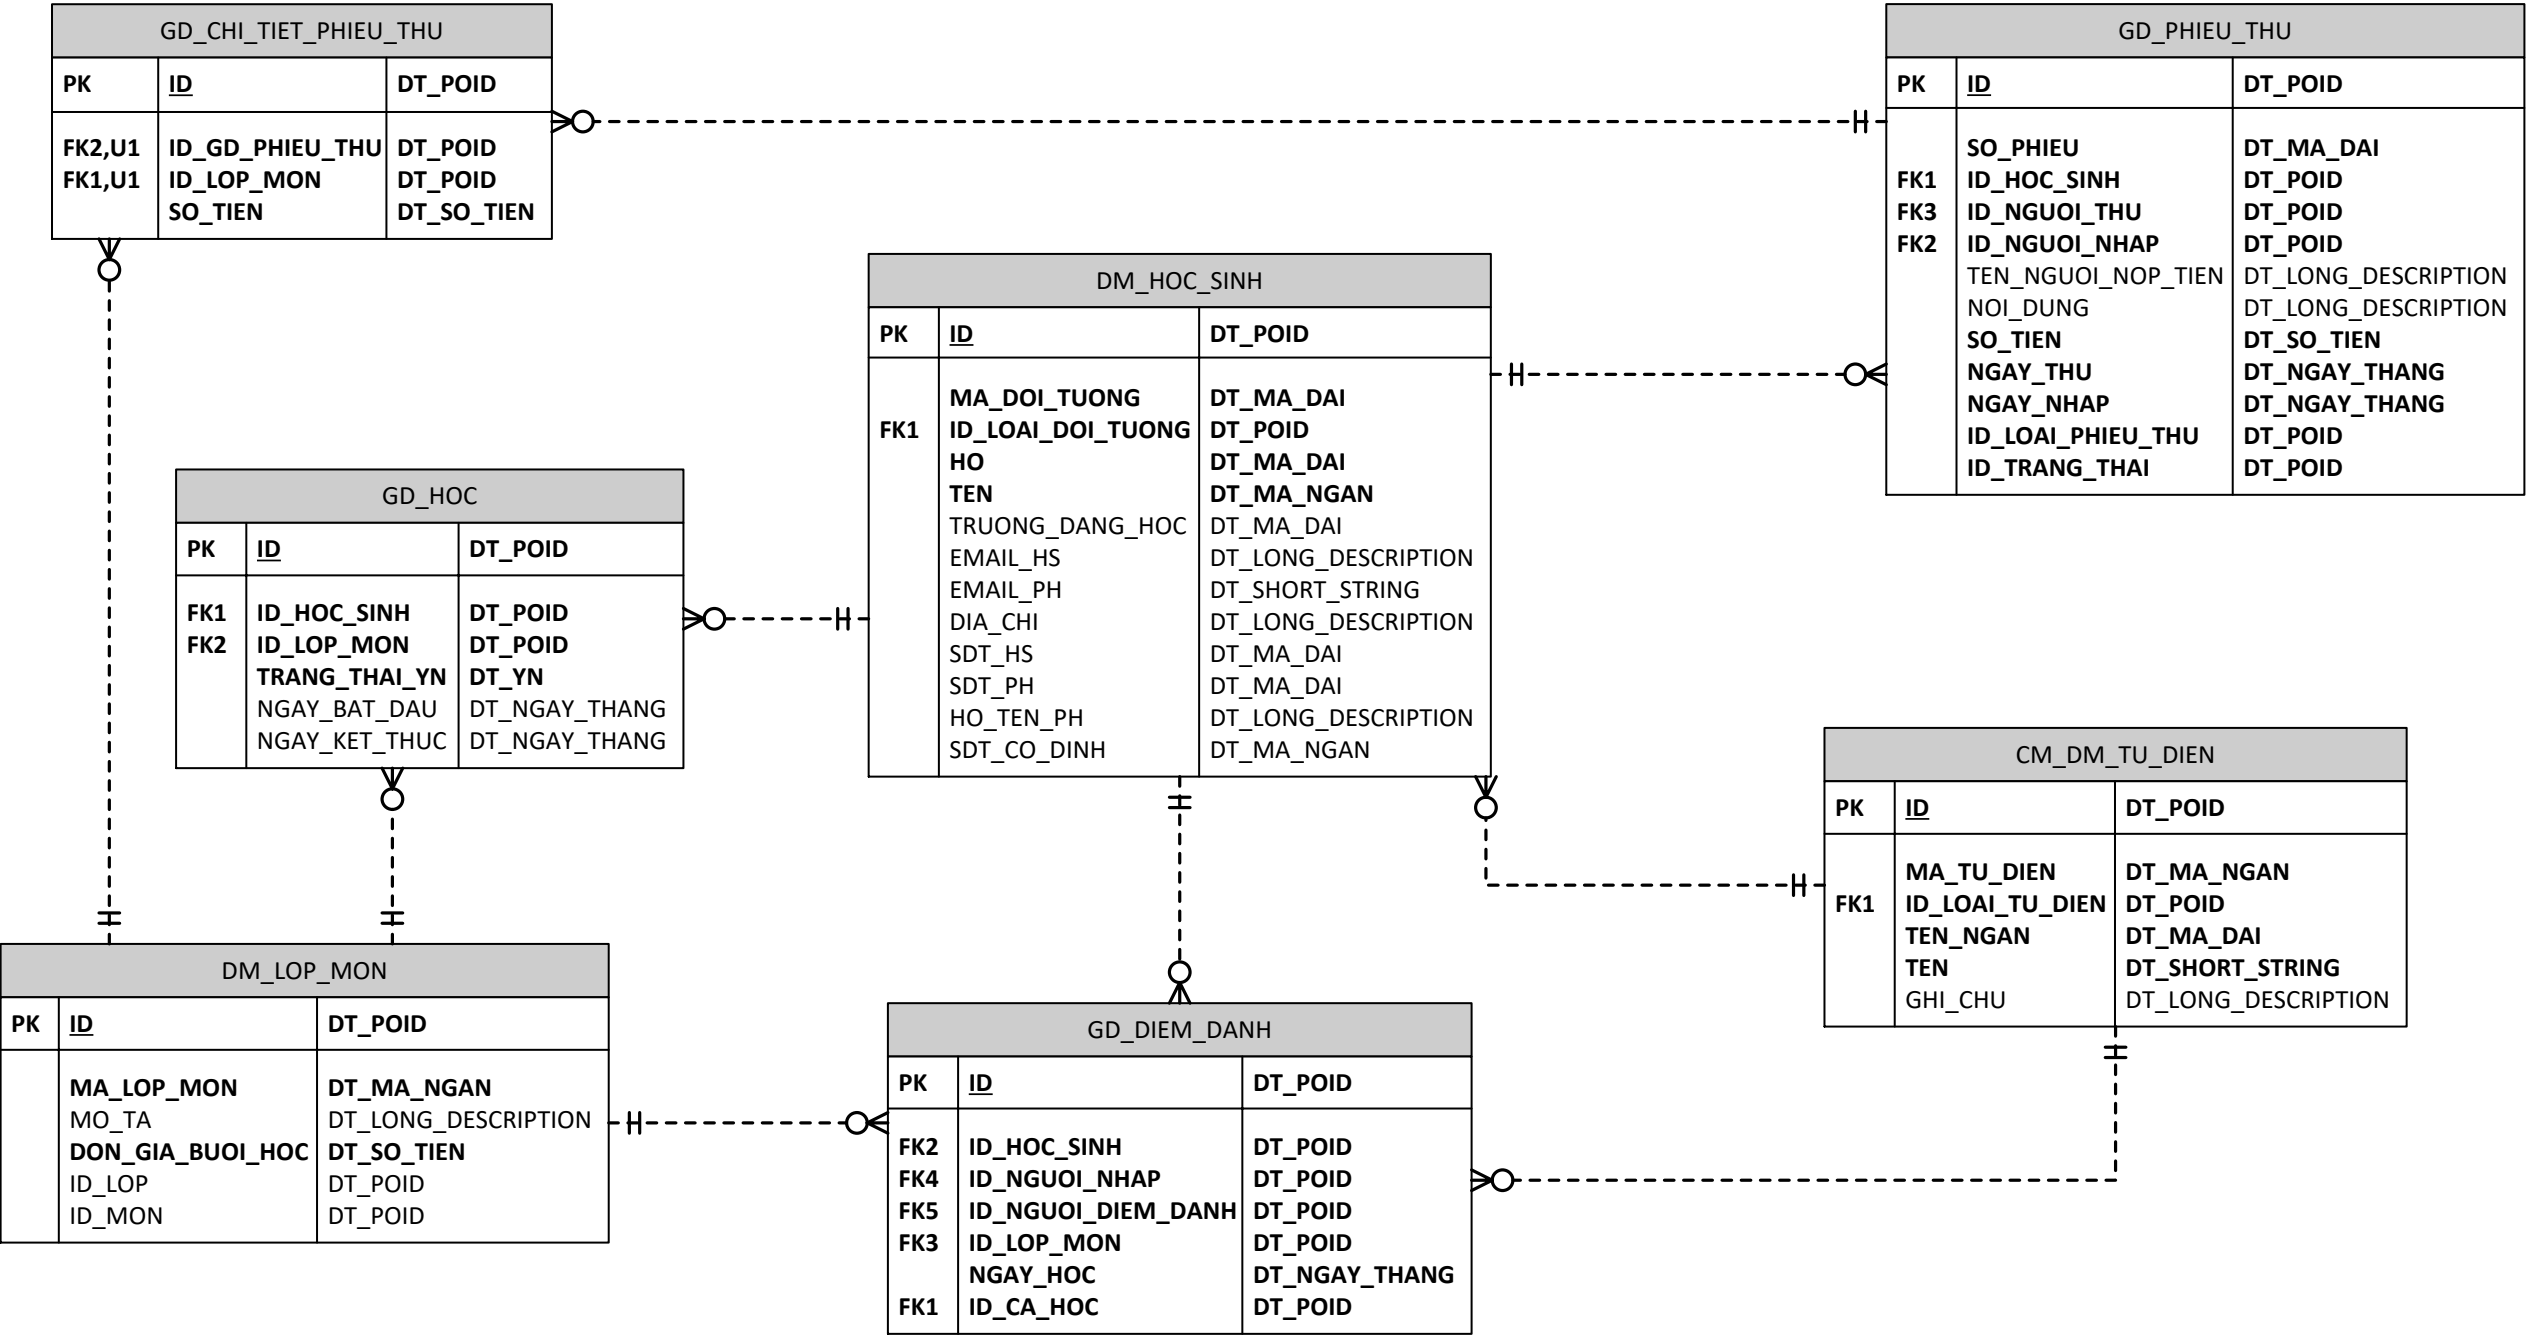 GD_CHI_TIET_PHIEU_THU
PK ID DT_POID
FK2,U1 ID_GD_PHIEU_THU DT_POID
FK1,U1 ID_LOP_MON DT_POID
SO_TIEN DT_SO_TIEN
GD_PHIEU_THU
PK ID DT_POID
SO_PHIEU DT_MA_DAI
FK1 ID_HOC_SINH DT_POID
FK3 ID_NGUOI_THU DT_POID
FK2 ID_NGUOI_NHAP DT_POID
TEN_NGUOI_NOP_TIEN DT_LONG_DESCRIPTION
NOI_DUNG DT_LONG_DESCRIPTION
SO_TIEN DT_SO_TIEN
NGAY_THU DT_NGAY_THANG
NGAY_NHAP DT_NGAY_THANG
ID_LOAI_PHIEU_THU DT_POID
ID_TRANG_THAI DT_POID
DM_HOC_SINH
PK ID DT_POID
MA_DOI_TUONG DT_MA_DAI
FK1 ID_LOAI_DOI_TUONG DT_POID
HO DT_MA_DAI
TEN DT_MA_NGAN
TRUONG_DANG_HOC DT_MA_DAI
EMAIL_HS DT_LONG_DESCRIPTION
EMAIL_PH DT_SHORT_STRING
DIA_CHI DT_LONG_DESCRIPTION
SDT_HS DT_MA_DAI
SDT_PH DT_MA_DAI
HO_TEN_PH DT_LONG_DESCRIPTION
SDT_CO_DINH DT_MA_NGAN
GD_HOC
PK ID DT_POID
FK1 ID_HOC_SINH DT_POID
FK2 ID_LOP_MON DT_POID
TRANG_THAI_YN DT_YN
NGAY_BAT_DAU DT_NGAY_THANG
NGAY_KET_THUC DT_NGAY_THANG
CM_DM_TU_DIEN
PK ID DT_POID
MA_TU_DIEN DT_MA_NGAN
FK1 ID_LOAI_TU_DIEN DT_POID
TEN_NGAN DT_MA_DAI
TEN DT_SHORT_STRING
GHI_CHU DT_LONG_DESCRIPTION
DM_LOP_MON
PK ID DT_POID
MA_LOP_MON DT_MA_NGAN
MO_TA DT_LONG_DESCRIPTION
DON_GIA_BUOI_HOC DT_SO_TIEN
ID_LOP DT_POID
ID_MON DT_POID
GD_DIEM_DANH
PK ID DT_POID
FK2 ID_HOC_SINH DT_POID
FK4 ID_NGUOI_NHAP DT_POID
FK5 ID_NGUOI_DIEM_DANH DT_POID
FK3 ID_LOP_MON DT_POID
NGAY_HOC DT_NGAY_THANG
FK1 ID_CA_HOC DT_POID